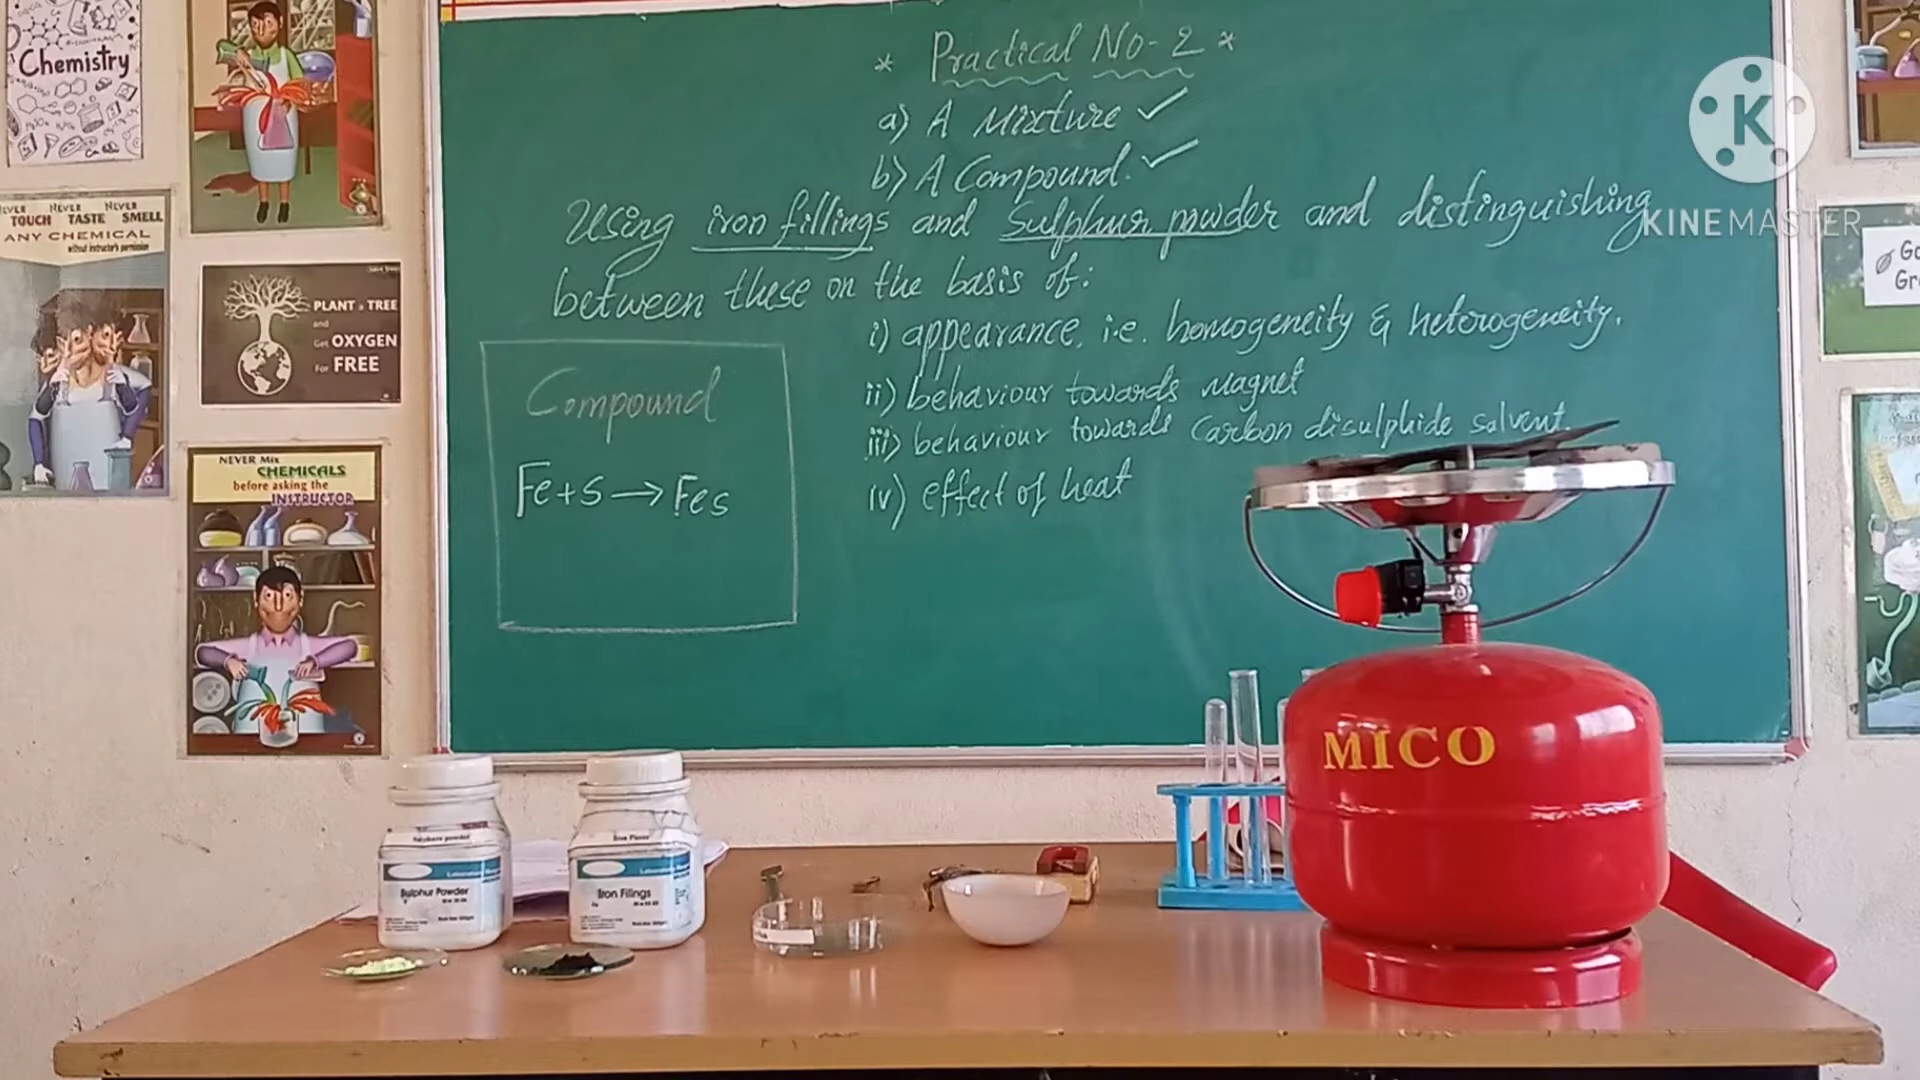 Chemistry
NEVER NEVER NEVER
TOUCH TASTE SMELL
ANY CHEMICAL
without instructor's permission
PLANT A TREE
and
Get OXYGEN
For FREE
NEVER Mix
CHEMICALS
before asking the
INSTRUCTOR
* Practical No-2 *
a) A Mixture ✓
b) A Compound. ✓
Using iron fillings and Sulphur powder and distinguishing
between these on the basis of:
i) appearance, i.e. homogeneity & heterogeneity.
ii) behaviour towards magnet
iii) behaviour towards Carbon disulphide solvent.
iv) effect of heat
Compound
Fe+S→Fes
K
KINEMASTER
Sulphur Powder
Iron Filings
MICO